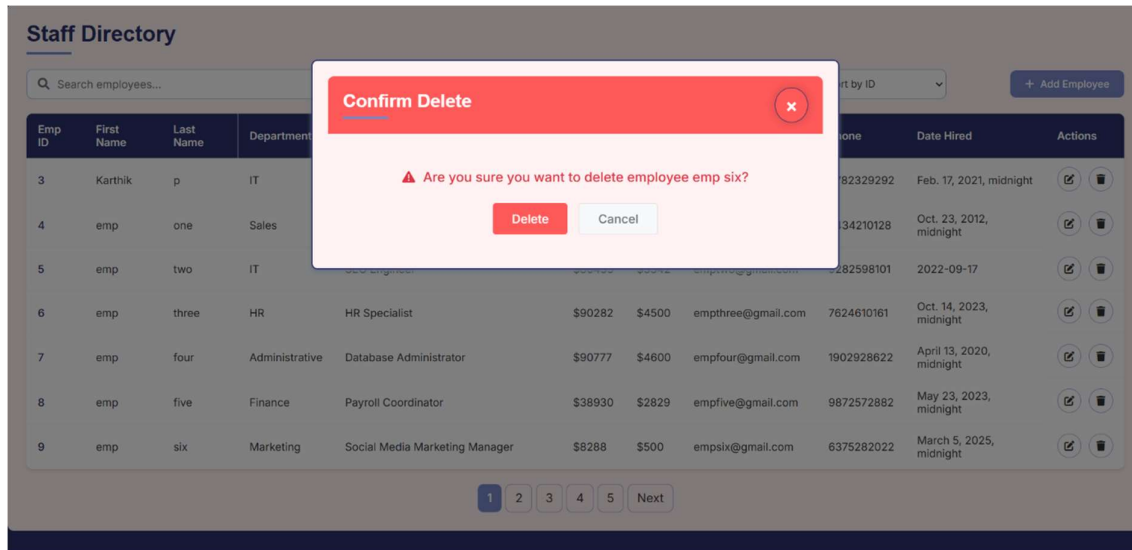 Staff Directory
Search employees...
rt by ID
+ Add Employee
Confirm Delete
Are you sure you want to delete employee emp six?
Delete Cancel
Emp ID First Name Last Name Department one Date Hired Actions
3 Karthik p IT 782329292 Feb. 17, 2021, midnight
4 emp one Sales 134210128 Oct. 23, 2012, midnight
5 emp two IT 9282598101 2022-09-17
6 emp three HR HR Specialist $90282 $4500 empthree@gmail.com 7624610161 Oct. 14, 2023, midnight
7 emp four Administrative Database Administrator $90777 $4600 empfour@gmail.com 1902928622 April 13, 2020, midnight
8 emp five Finance Payroll Coordinator $38930 $2829 empfive@gmail.com 9872572882 May 23, 2023, midnight
9 emp six Marketing Social Media Marketing Manager $8288 $500 empsix@gmail.com 6375282022 March 5, 2025, midnight
1 2 3 4 5 Next